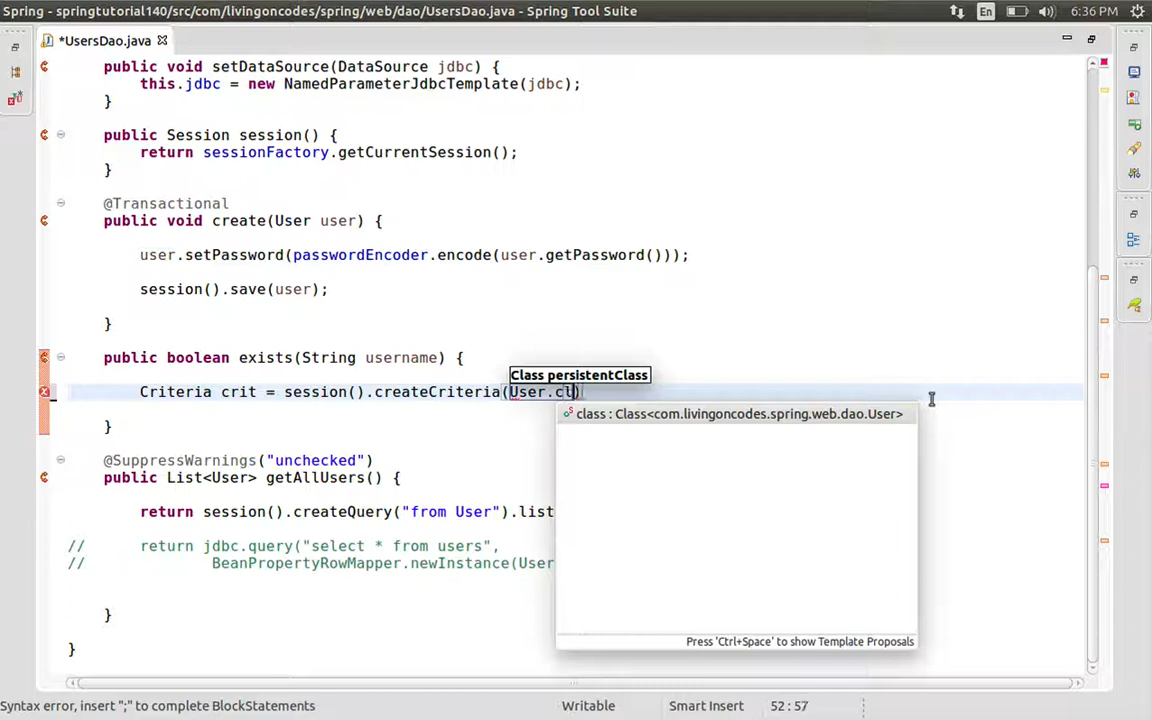 Spring - springtutorial140/src/com/livingoncodes/spring/web/dao/UsersDao.java - Spring Tool Suite
En
6:36 PM
*UsersDao.java
public void setDataSource(DataSource jdbc) {
this.jdbc = new NamedParameterJdbcTemplate(jdbc);
}
public Session session() {
return sessionFactory.getCurrentSession();
}
@Transactional
public void create(User user) {
user.setPassword(passwordEncoder.encode(user.getPassword()));
session().save(user);
}
public boolean exists(String username) {
Class persistentClass
Criteria crit = session().createCriteria(User.cl)
class : Class<com.livingoncodes.spring.web.dao.User>
}
@SuppressWarnings("unchecked")
public List<User> getAllUsers() {
return session().createQuery("from User").list
// return jdbc.query("select * from users",
// BeanPropertyRowMapper.newInstance(User
}
Press 'Ctrl+Space' to show Template Proposals
}
Syntax error, insert ";" to complete BlockStatements
Writable
Smart Insert
52 : 57